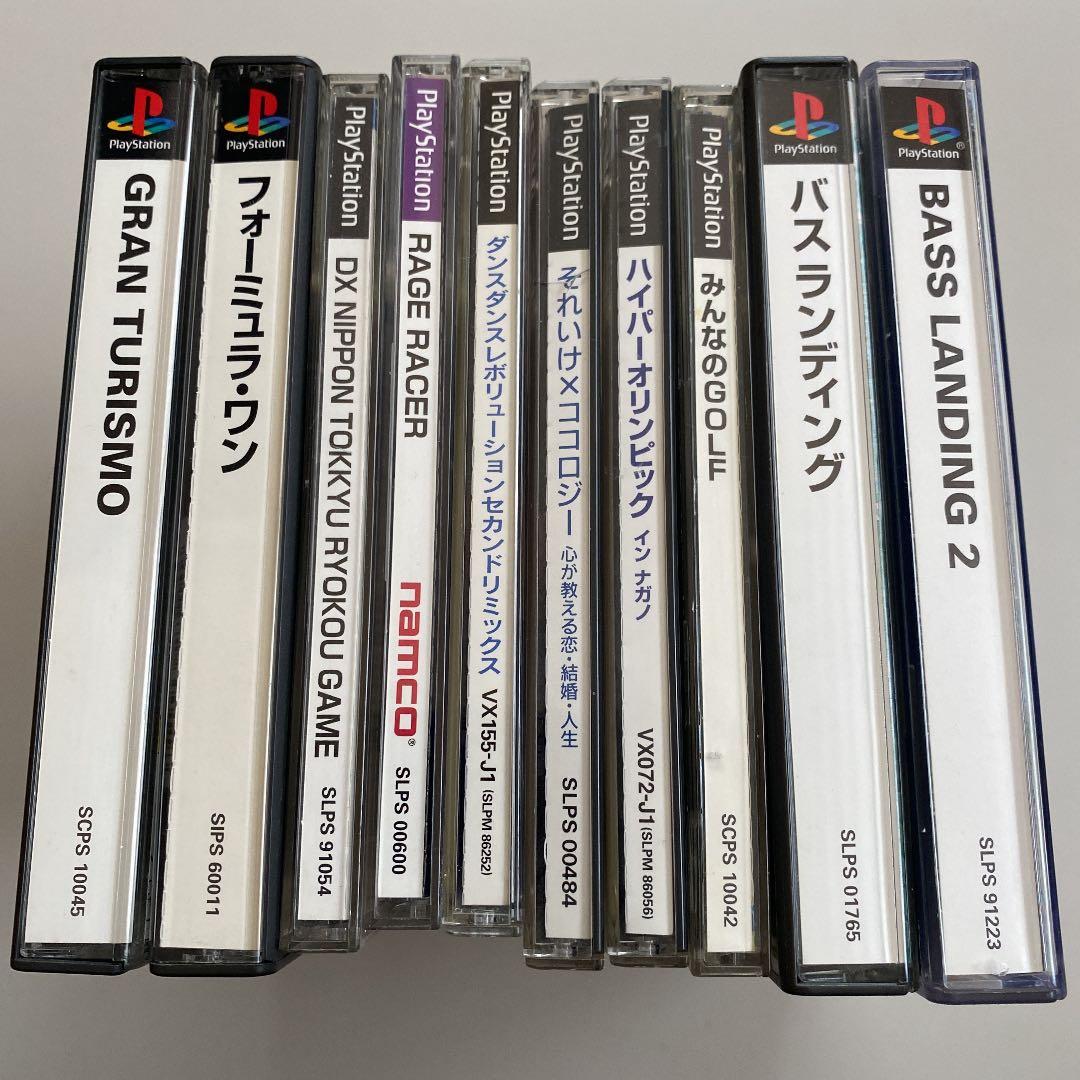 PlayStation
GRAN TURISMO
SCPS 10045
PlayStation
フォーミュラ・ワン
SIPS 60011
PlayStation
DX NIPPON TOKKYU RYOKOU GAME
SLPS 91054
PlayStation
RAGE RACER
namco®
SLPS 00600
PlayStation
ダンスダンスレボリューションセカンドリミックス
VX155-J1 (SLPM 86252)
PlayStation
それいけ×ココロジー 心が教える恋・結婚・人生
SLPS 00484
PlayStation
ハイパーオリンピック イン ナガノ
VX072-J1(SLPM 86056)
PlayStation
みんなのGOLF
SCPS 10042
PlayStation
バス ランディング
SLPS 01765
PlayStation®
BASS LANDING 2
SLPS 91223